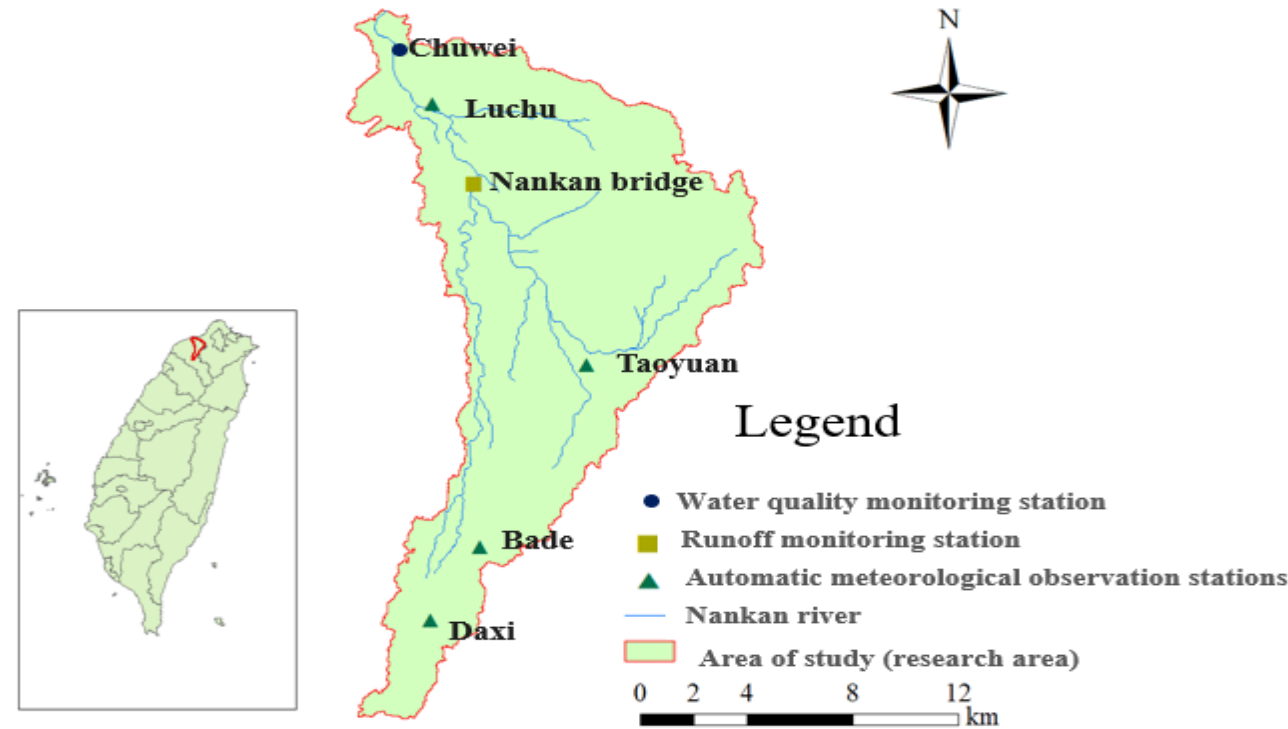 N
Chuwei
Luchu
Nankan bridge
Taoyuan
Legend
Water quality monitoring station
Bade
Runoff monitoring station
Automatic meteorological observation stations
Nankan river
Daxi
Area of study (research area)
0 2 4 8 12
km